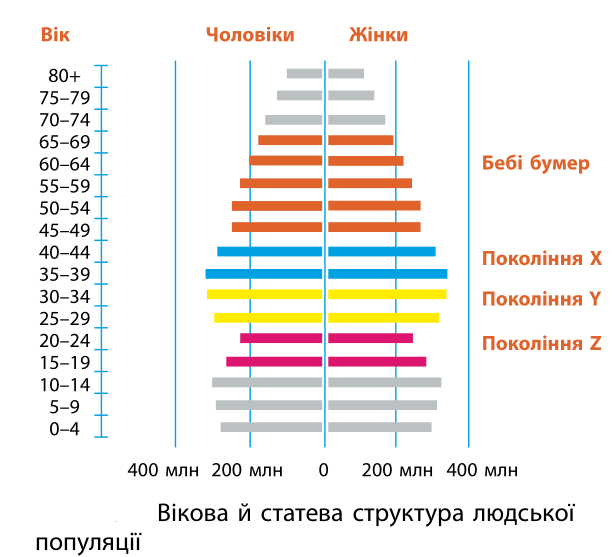 Вік Чоловіки Жінки
80+
75–79
70–74
65–69
60–64 Бебі бумер
55–59
50–54
45–49
40–44 Покоління X
35–39
30–34 Покоління Y
25–29
20–24 Покоління Z
15–19
10–14
5–9
0–4
400 млн 200 млн 0 200 млн 400 млн
Вікова й статева структура людської
популяції